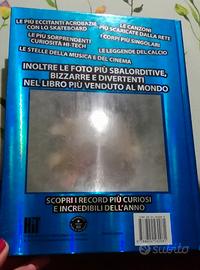 LE PIÙ ECCITANTI ACROBAZIE
CON LO SKATEBOARD
LE CANZONI
PIÙ SCARICATE DALLA RETE
LE PIÙ SORPRENDENTI
CURIOSITÀ HI-TECH
I CORPI PIÙ SINGOLARI
LE STELLE DELLA MUSICA E DEL CINEMA
LE LEGGENDE DEL CALCIO
INOLTRE LE FOTO PIÙ SBALORDITIVE,
BIZZARRE E DIVERTENTI
NEL LIBRO PIÙ VENDUTO AL MONDO
SCOPRI I RECORD PIÙ CURIOSI
E INCREDIBILI DELL'ANNO
HIT
subito